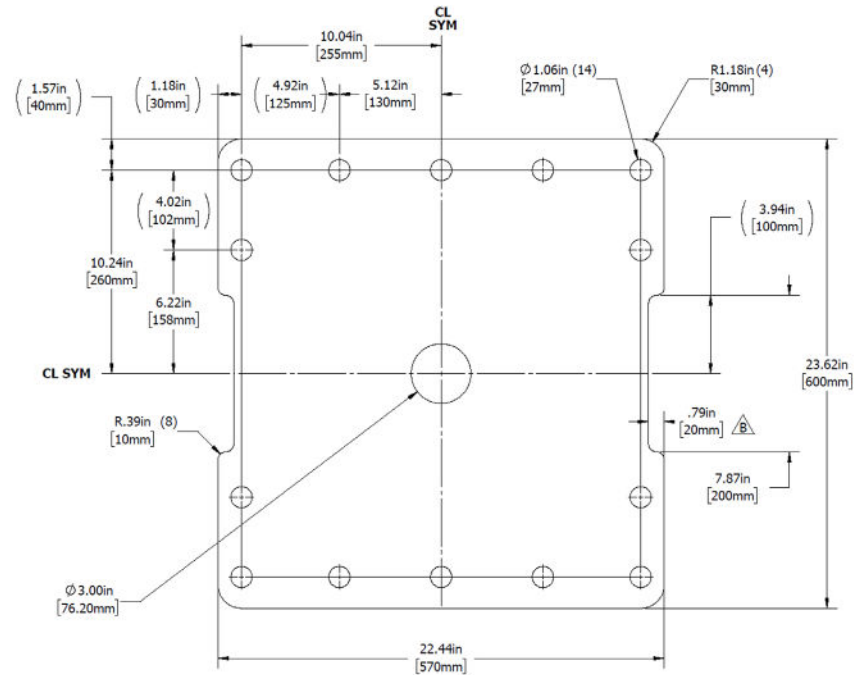 CL
SYM
10.04in
[255mm]
(1.57in
[40mm])
(1.18in
[30mm])
(4.92in
[125mm])
5.12in
[130mm]
Ø1.06in (14)
[27mm]
R1.18in (4)
[30mm]
(4.02in
[102mm])
(3.94in
[100mm])
10.24in
[260mm]
6.22in
[158mm]
CL SYM
23.62in
[600mm]
R.39in (8)
[10mm]
.79in
[20mm] B
7.87in
[200mm]
Ø3.00in
[76.20mm]
22.44in
[570mm]